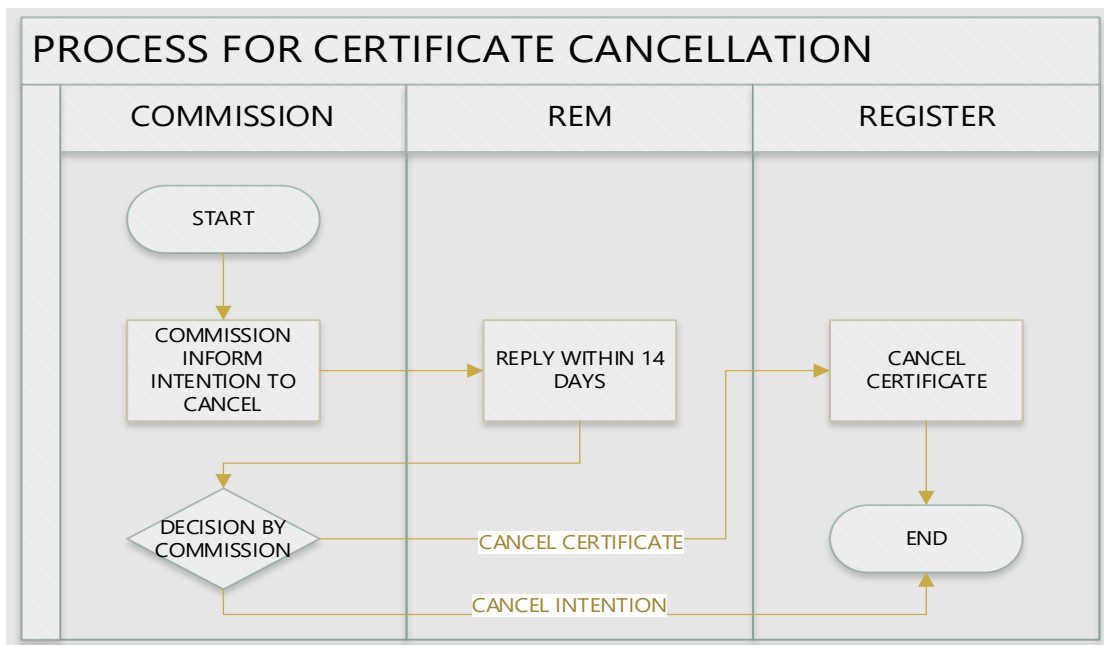 PROCESS FOR CERTIFICATE CANCELLATION
COMMISSION
REM
REGISTER
START
COMMISSION
INFORM
INTENTION TO
CANCEL
REPLY WITHIN 14
DAYS
CANCEL
CERTIFICATE
DECISION BY
COMMISSION
CANCEL CERTIFICATE
END
CANCEL INTENTION